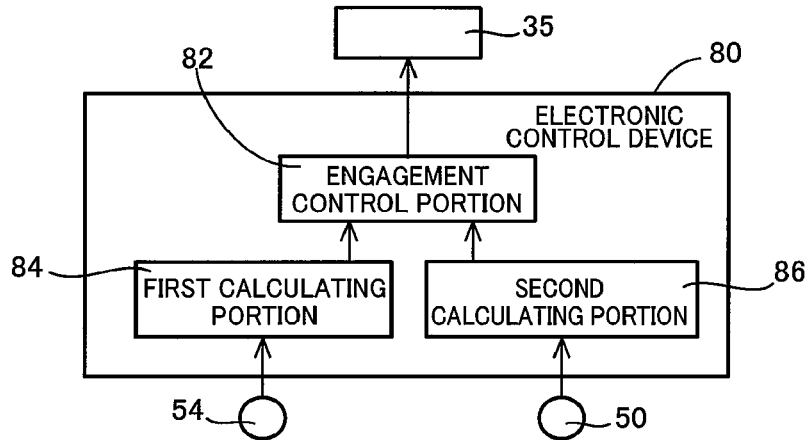 35
82
80
ELECTRONIC
CONTROL DEVICE
ENGAGEMENT
CONTROL PORTION
84
FIRST CALCULATING
PORTION
SECOND
CALCULATING PORTION
86
54
50